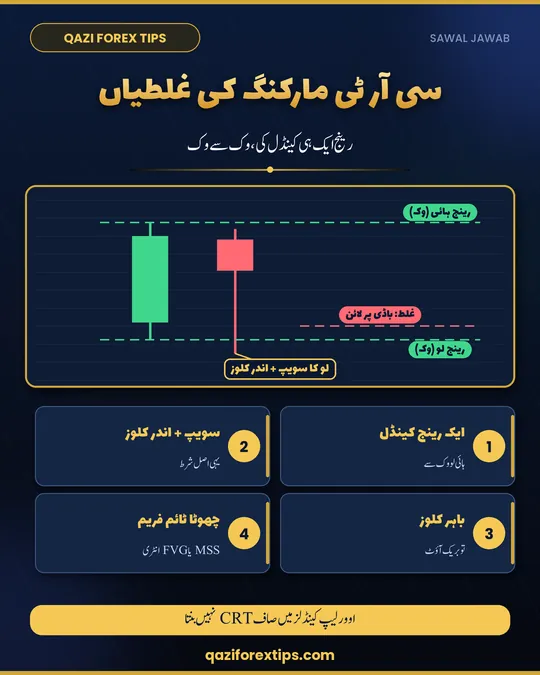 QAZI FOREX TIPS
SAWAL JAWAB
سی آر ٹی مارکنگ کی غلطیاں
رینج ایک ہی کینڈل کی، وک سے وک
رینج ہائی (وک)
غلط: باڈی پر لائن
رینج لو (وک)
لو کا سویپ + اندر کلوز
1
ایک رینج کینڈل
ہائی لو وک سے
2
سویپ + اندر کلوز
یہی اصل شرط
3
باہر کلوز
تو بریک آؤٹ
4
چھوٹا ٹائم فریم
MSS یا FVG انٹری
اوورلیپ کینڈلز میں صاف CRT نہیں بنتا
qaziforextips.com